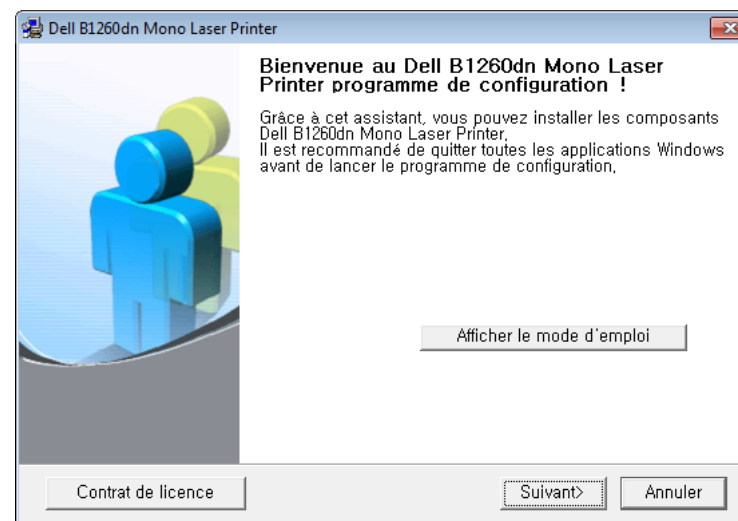 Dell B1260dn Mono Laser Printer
Bienvenue au Dell B1260dn Mono Laser
Printer programme de configuration !
Grâce à cet assistant, vous pouvez installer les composants
Dell B1260dn Mono Laser Printer,
Il est recommandé de quitter toutes les applications Windows
avant de lancer le programme de configuration,
Afficher le mode d'emploi
Contrat de licence
Suivant>
Annuler